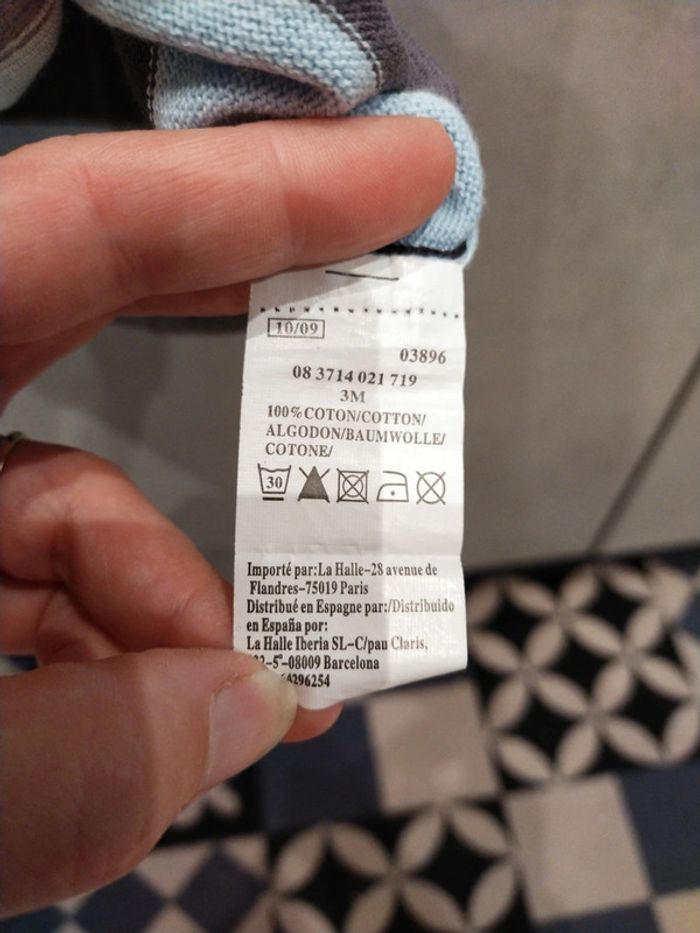 10/09
03896
08 3714 021 719
3M
100% COTON/COTTON/
ALGODON/BAUMWOLLE/
COTONE/
30
Importé par:La Halle-28 avenue de
Flandres-75019 Paris
Distribué en Espagne par:/Distribuido
en España por:
La Halle Iberia SL-C/pau Claris,
-5°-08009 Barcelona
4296254